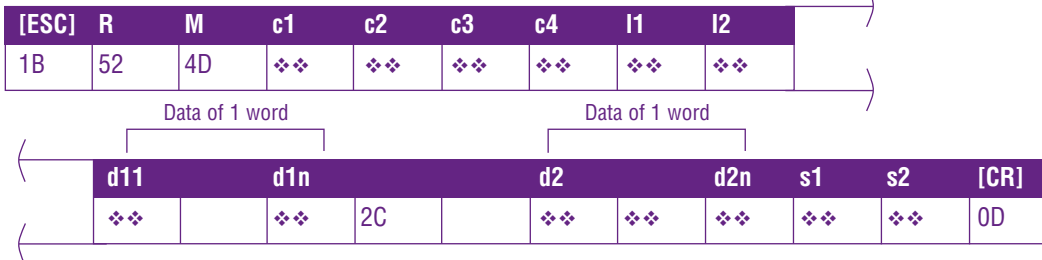 [ESC] R M c1 c2 c3 c4 l1 l2
1B 52 4D ❖❖ ❖❖ ❖❖ ❖❖ ❖❖ ❖❖
Data of 1 word Data of 1 word
d11 d1n d2 d2n s1 s2 [CR]
❖❖ ❖❖ 2C ❖❖ ❖❖ ❖❖ ❖❖ ❖❖ 0D